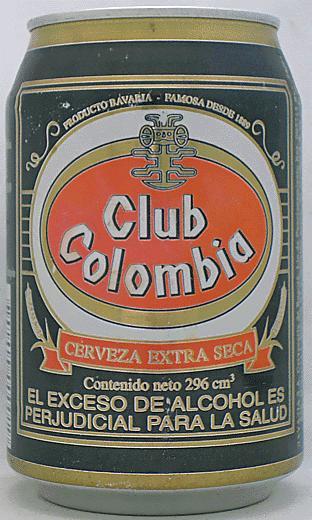 PRODUCTO BAVARIA - FAMOSA DESDE 1889
Club
Colombia
CERVEZA EXTRA SECA
Contenido neto 296 cm³
EL EXCESO DE ALCOHOL ES
PERJUDICIAL PARA LA SALUD